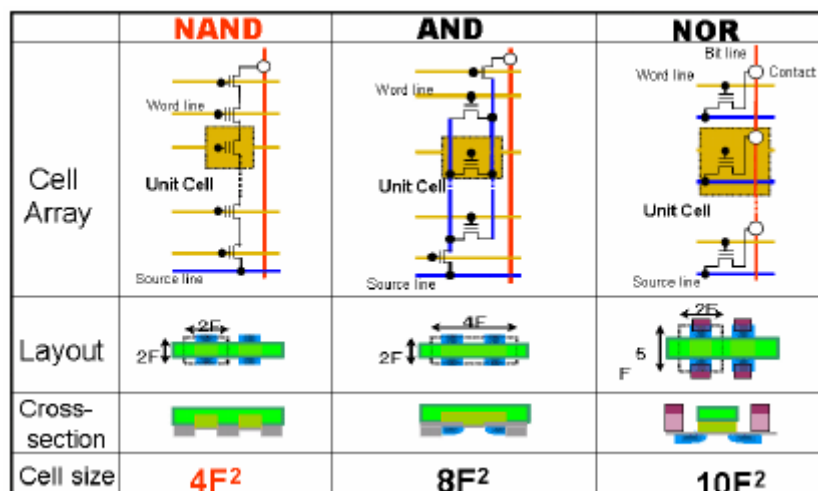 NAND AND NOR
Cell Array
Word line
Unit Cell
Source line
Word line
Unit Cell
Source line
Bit line
Word line
Contact
Unit Cell
Source line
Layout
2F
2F
4F
2F
2F
5
F
Cross-
section
Cell size 4F² 8F² 10F²